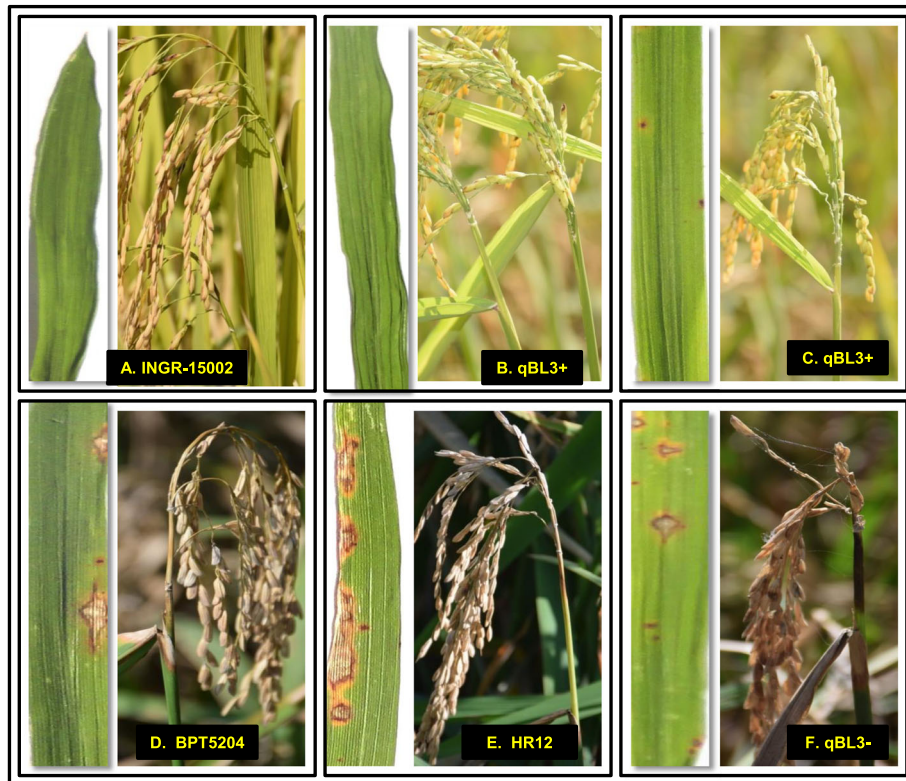 A. INGR-15002
B. qBL3+
C. qBL3+
D. BPT5204
E. HR12
F. qBL3-